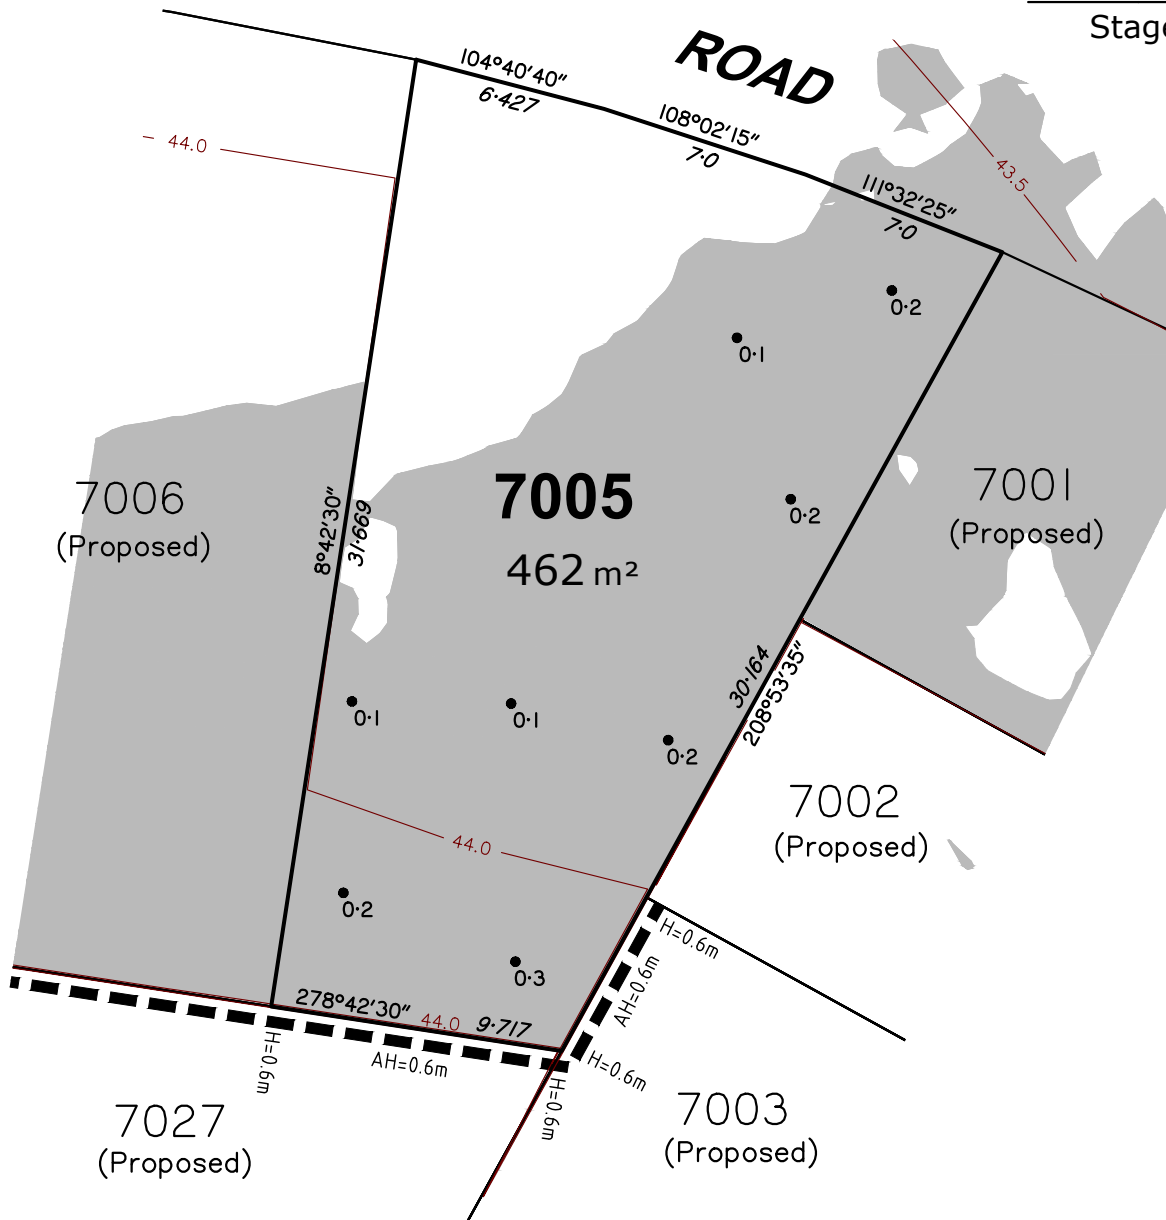 Stage
ROAD
104°40'40"
6·427
108°02'15"
7·0
111°32'25"
7·0
44.0
43.5
0·2
0·1
7006
(Proposed)
8°42'30"
31·669
7005
462 m²
0·2
7001
(Proposed)
30·164
208°53'35"
0·1
0·1
0·2
7002
(Proposed)
44.0
0·2
0·3
H=0.6m
AH=0.6m
278°42'30"
44.0
9·717
H=0.6m
AH=0.6m
H=0.6m
H=0.6m
7027
(Proposed)
7003
(Proposed)